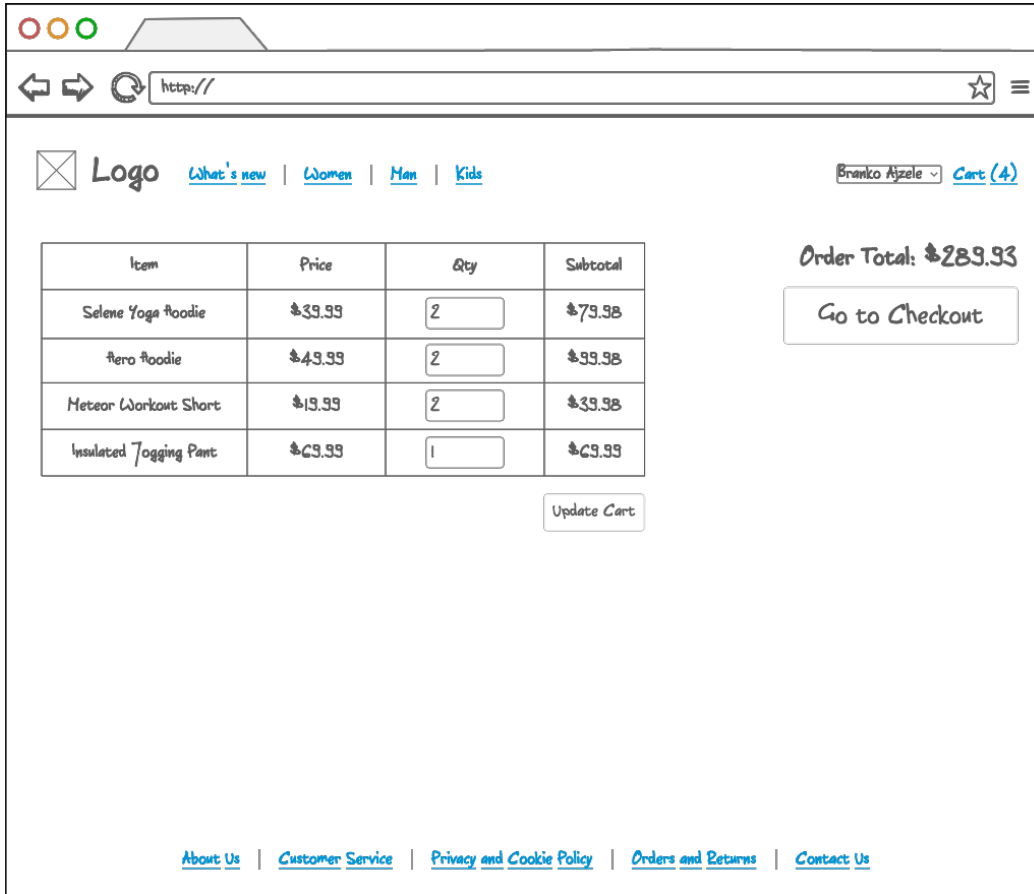 http://
Logo What's new | Women | Man | Kids Branko Ajzele Cart (4)
Item Price Qty Subtotal
Selene Yoga Hoodie $39.99 2 $79.98
Hero Hoodie $49.99 2 $99.98
Meteor Workout Short $19.99 2 $39.98
Insulated Jogging Pant $69.99 1 $69.99
Update Cart
Order Total: $289.93
Go to Checkout
About Us | Customer Service | Privacy and Cookie Policy | Orders and Returns | Contact Us